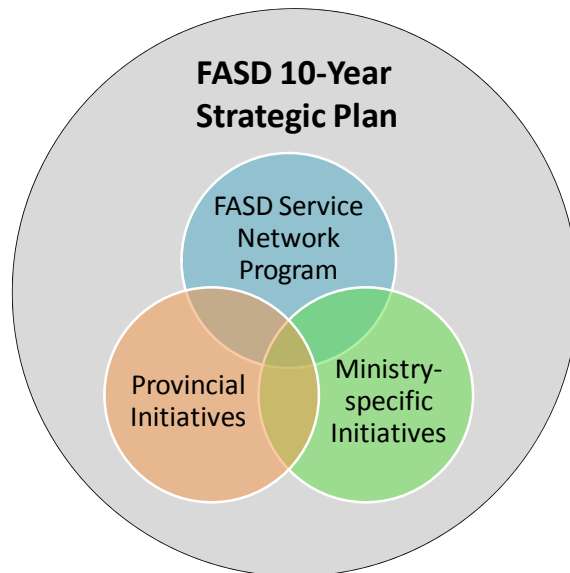 FASD 10-Year
Strategic Plan
FASD Service
Network
Program
Provincial
Initiatives
Ministry-
specific
Initiatives